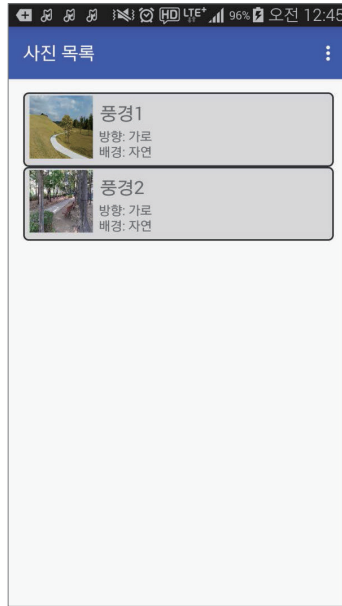 HD LTE+ 96% 오전 12:45
사진 목록
풍경1
방향: 가로
배경: 자연
풍경2
방향: 가로
배경: 자연